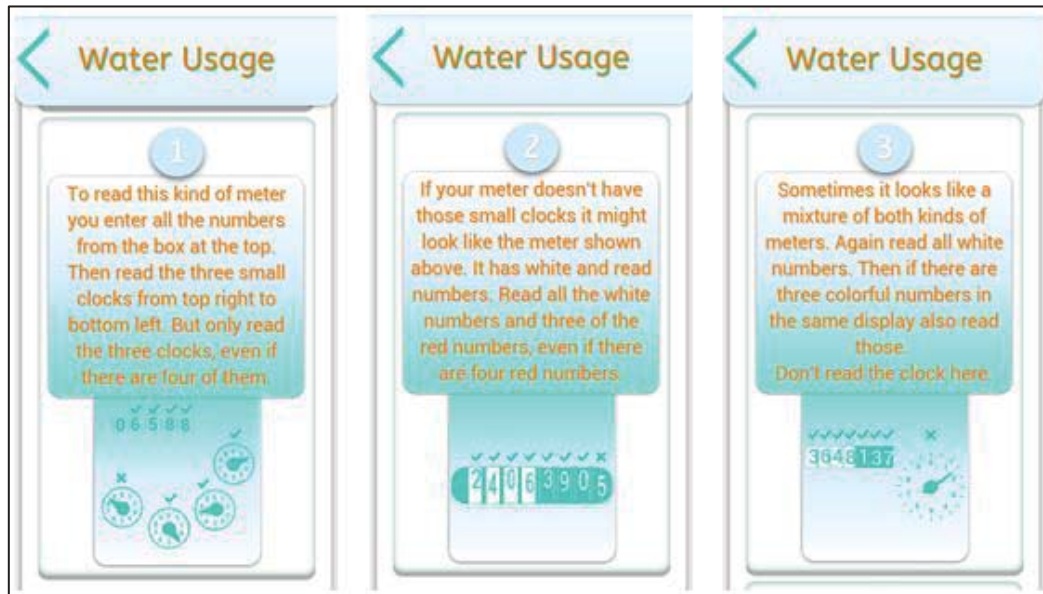 Water Usage
1
To read this kind of meter
you enter all the numbers
from the box at the top.
Then read the three small
clocks from top right to
bottom left. But only read
the three clocks, even if
there are four of them.
06588
Water Usage
2
If your meter doesn't have
those small clocks it might
look like the meter shown
above. It has white and read
numbers. Read all the white
numbers and three of the
red numbers, even if there
are four red numbers.
24063905
Water Usage
3
Sometimes it looks like a
mixture of both kinds of
meters. Again read all white
numbers. Then if there are
three colorful numbers in
the same display also read
those.
Don't read the clock here.
3648137